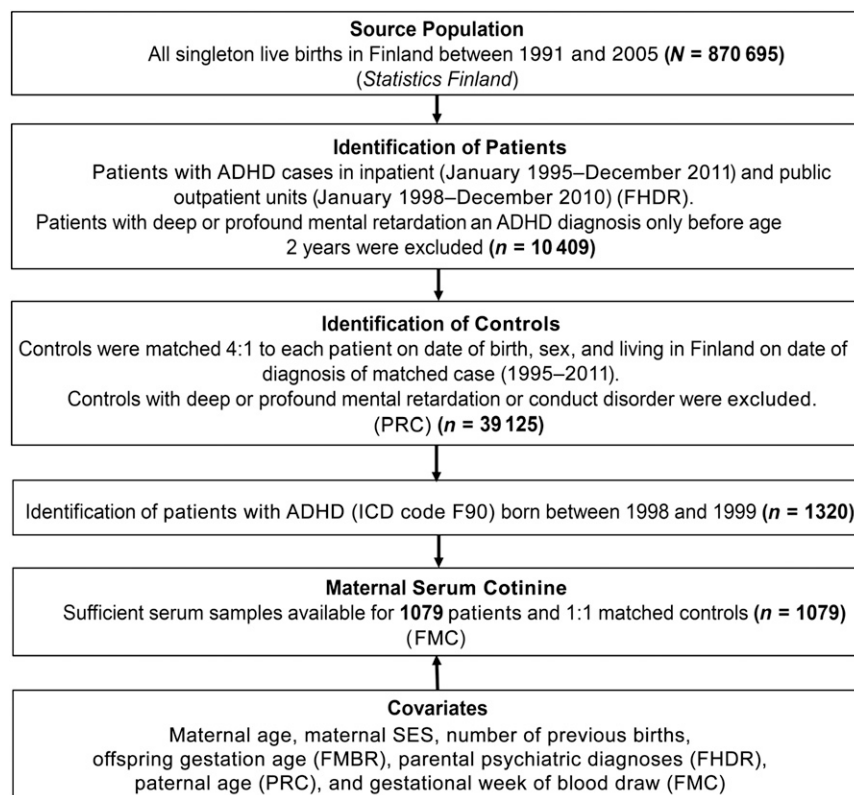 Source Population
All singleton live births in Finland between 1991 and 2005 (N = 870 695)
(Statistics Finland)
Identification of Patients
Patients with ADHD cases in inpatient (January 1995–December 2011) and public
outpatient units (January 1998–December 2010) (FHDR).
Patients with deep or profound mental retardation an ADHD diagnosis only before age
2 years were excluded (n = 10 409)
Identification of Controls
Controls were matched 4:1 to each patient on date of birth, sex, and living in Finland on date of
diagnosis of matched case (1995–2011).
Controls with deep or profound mental retardation or conduct disorder were excluded.
(PRC) (n = 39 125)
Identification of patients with ADHD (ICD code F90) born between 1998 and 1999 (n = 1320)
Maternal Serum Cotinine
Sufficient serum samples available for 1079 patients and 1:1 matched controls (n = 1079)
(FMC)
Covariates
Maternal age, maternal SES, number of previous births,
offspring gestation age (FMBR), parental psychiatric diagnoses (FHDR),
paternal age (PRC), and gestational week of blood draw (FMC)